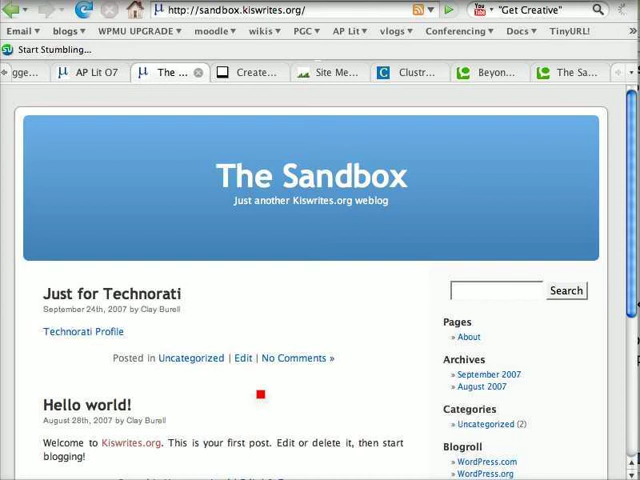 http://sandbox.kiswrites.org/
"Get Creative"
Email blogs WPMU UPGRADE moodle wikis PGC AP Lit vlogs Conferencing Docs TinyURL!
Start Stumbling...
gge... AP Lit O7 The ... Create... Site Me... Clustr... Beyon... The Sa...
The Sandbox
Just another Kiswrites.org weblog
Just for Technorati
September 24th, 2007 by Clay Burell
Technorati Profile
Posted in Uncategorized | Edit | No Comments »
Hello world!
August 28th, 2007 by Clay Burell
Welcome to Kiswrites.org. This is your first post. Edit or delete it, then start
blogging!
Search
Pages
» About
Archives
» September 2007
» August 2007
Categories
» Uncategorized (2)
Blogroll
» WordPress.com
» WordPress.org